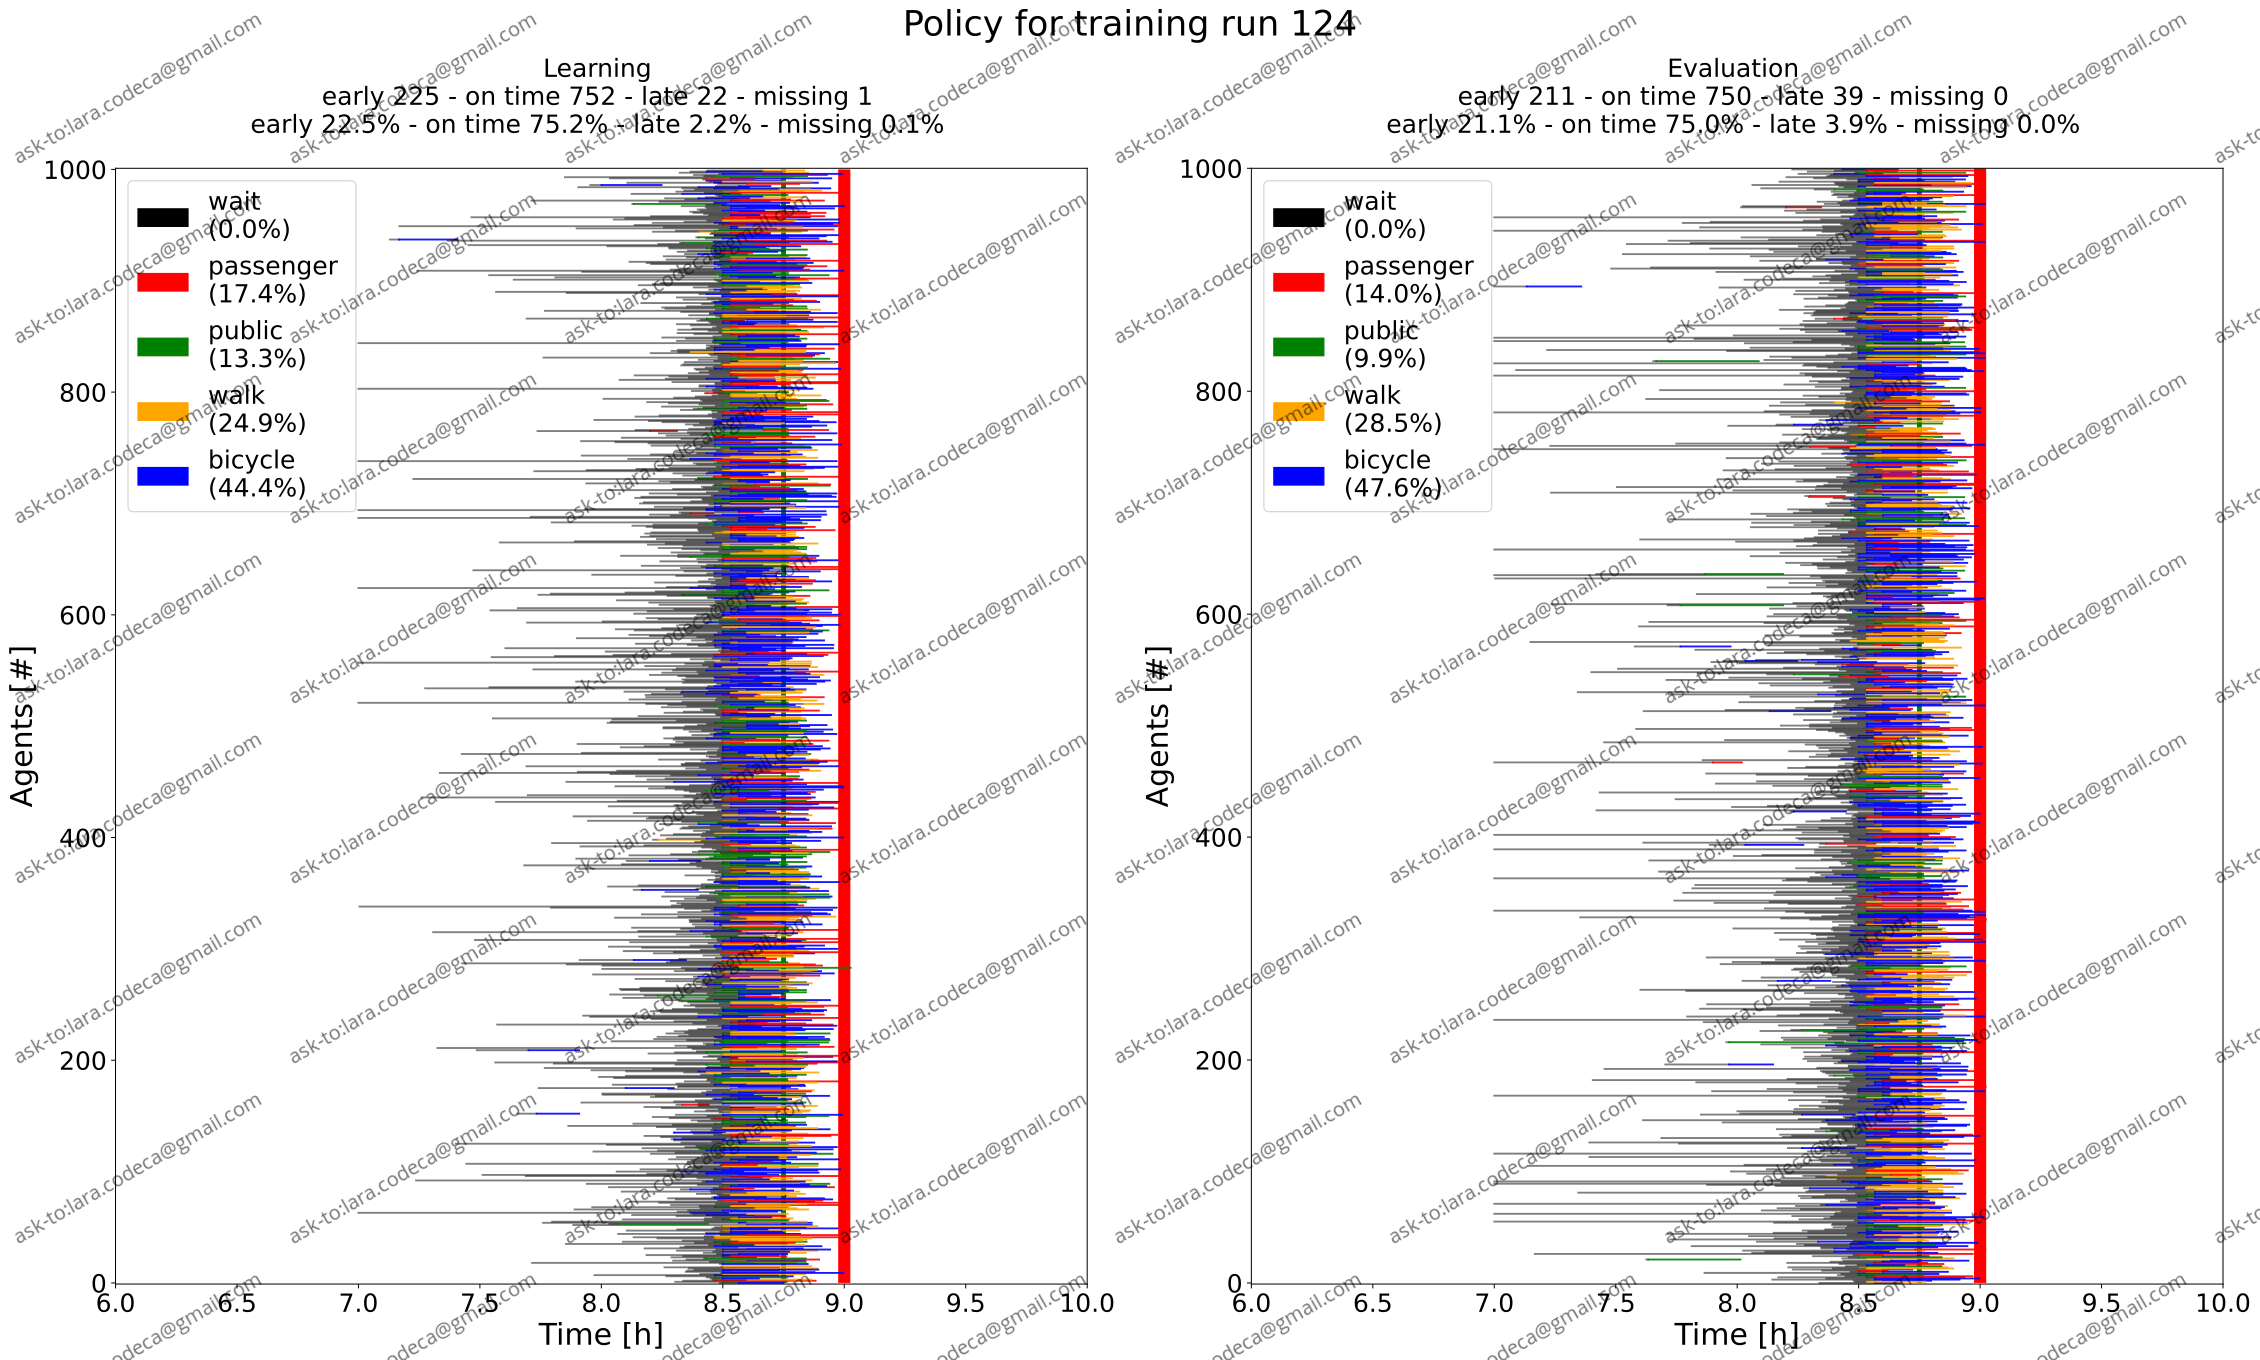 Policy for training run 124
Learning
early 225 - on time 752 - late 22 - missing 1
early 22.5% - on time 75.2% - late 2.2% - missing 0.1%
1000
800
600
400
200
0
Agents [#]
wait
(0.0%)
passenger
(17.4%)
public
(13.3%)
walk
(24.9%)
bicycle
(44.4%)
6.0 6.5 7.0 7.5 8.0 8.5 9.0 9.5 10.0
Time [h]
Evaluation
early 211 - on time 750 - late 39 - missing 0
early 21.1% - on time 75.0% - late 3.9% - missing 0.0%
1000
800
600
400
200
0
Agents [#]
wait
(0.0%)
passenger
(14.0%)
public
(9.9%)
walk
(28.5%)
bicycle
(47.6%)
6.0 6.5 7.0 7.5 8.0 8.5 9.0 9.5 10.0
Time [h]
ask-to:lara.codeca@gmail.com